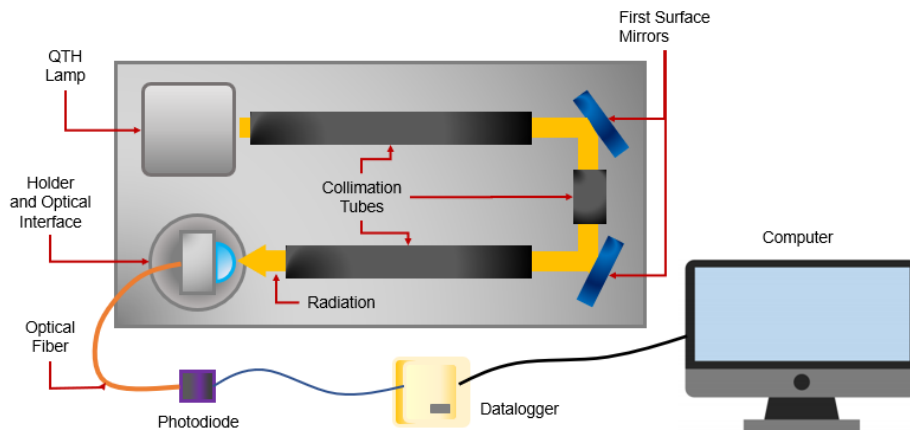 First Surface
Mirrors
QTH
Lamp
Holder
and Optical
Interface
Collimation
Tubes
Computer
Radiation
Optical
Fiber
Photodiode
Datalogger